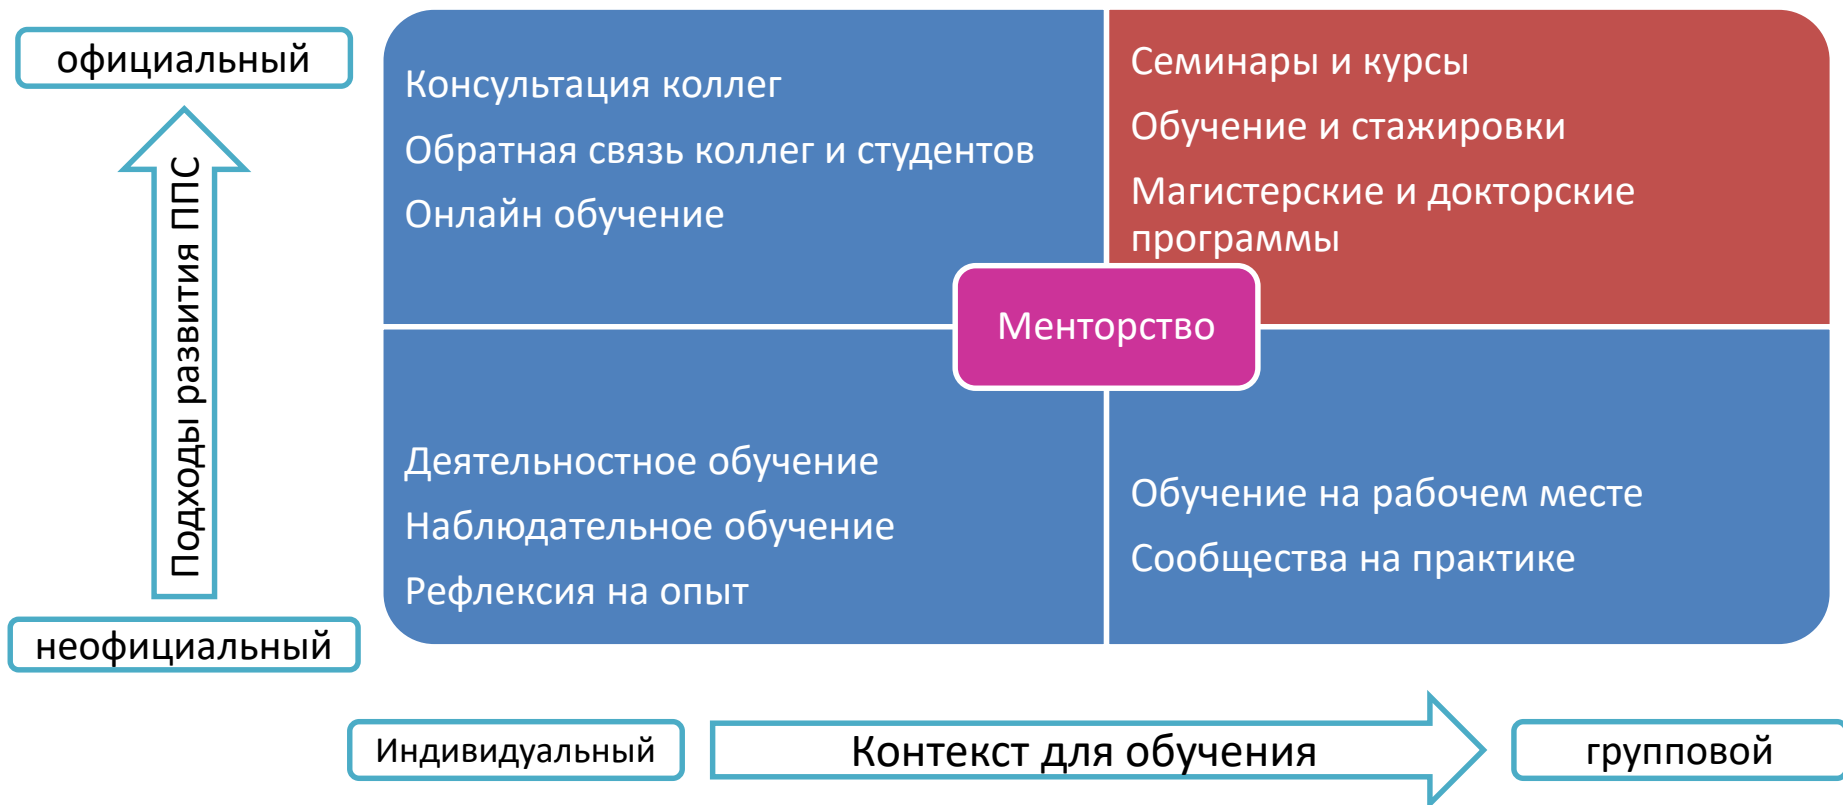 официальный
Подходы развития ППС
неофициальный
Консультация коллег
Обратная связь коллег и студентов
Онлайн обучение
Семинары и курсы
Обучение и стажировки
Магистерские и докторские
программы
Менторство
Деятельностное обучение
Наблюдательное обучение
Рефлексия на опыт
Обучение на рабочем месте
Сообщества на практике
Индивидуальный
Контекст для обучения
групповой